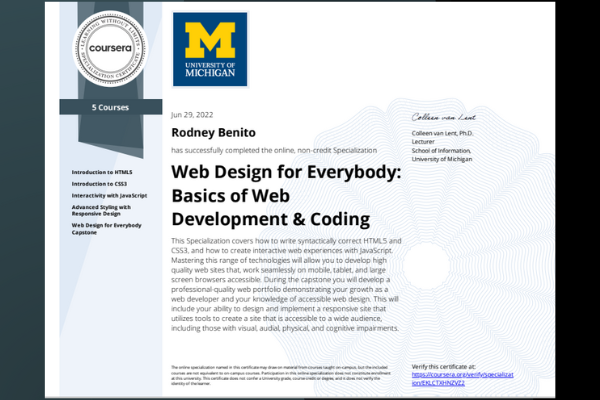 LEARNING WITHOUT LIMITS
coursera
SPECIALIZATION CERTIFICATE
M
UNIVERSITY OF
MICHIGAN
5 Courses
Introduction to HTML5
Introduction to CSS3
Interactivity with JavaScript
Advanced Styling with
Responsive Design
Web Design for Everybody
Capstone
Jun 29, 2022
Rodney Benito
has successfully completed the online, non-credit Specialization
Web Design for Everybody:
Basics of Web
Development & Coding
This Specialization covers how to write syntactically correct HTML5 and
CSS3, and how to create interactive web experiences with JavaScript.
Mastering this range of technologies will allow you to develop high
quality web sites that, work seamlessly on mobile, tablet, and large
screen browsers accessible. During the capstone you will develop a
professional-quality web portfolio demonstrating your growth as a
web developer and your knowledge of accessible web design. This will
include your ability to design and implement a responsive site that
utilizes tools to create a site that is accessible to a wide audience,
including those with visual, audial, physical, and cognitive impairments.
Colleen van Lent
Colleen van Lent, Ph.D.
Lecturer
School of Information,
University of Michigan
The online specialization named in this certificate may draw on material from courses taught on-campus, but the included
courses are not equivalent to on-campus courses. Participation in this online specialization does not constitute enrollment
at this university. This certificate does not confer a University grade, course credit or degree, and it does not verify the
identity of the learner.
Verify this certificate at:
https://coursera.org/verify/specializat
ion/EKLCTXHNZVZ2